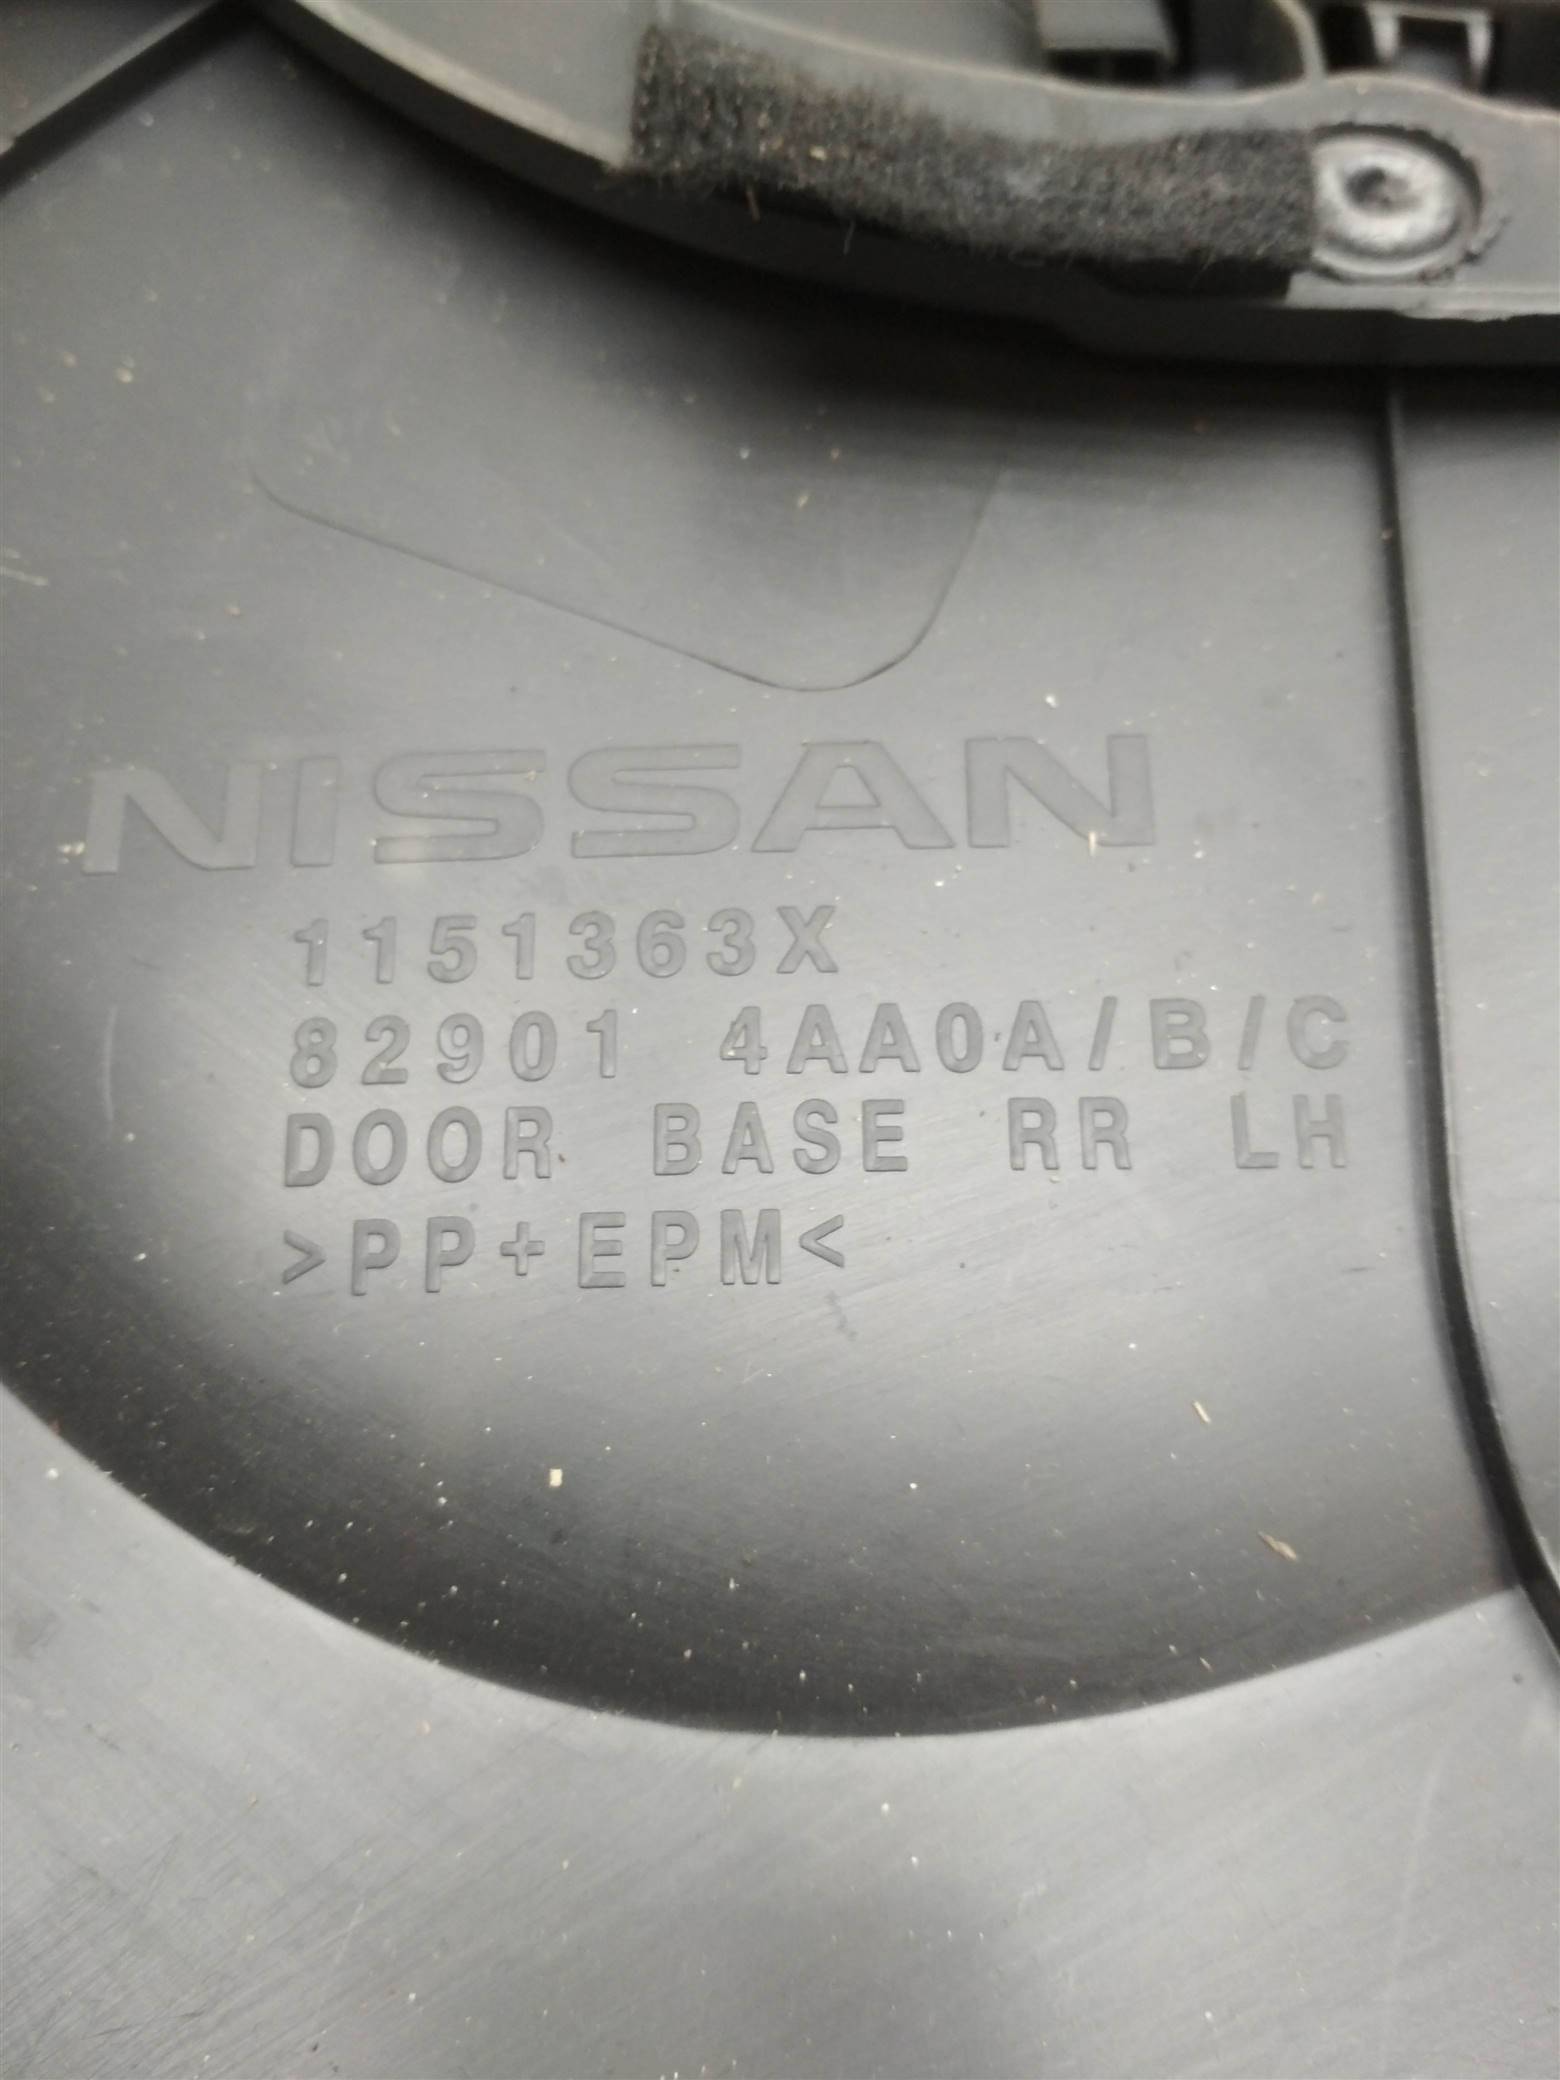 NISSAN
1151363X
82901 4AA0A/B/C
DOOR BASE RR LH
>PP+EPM<